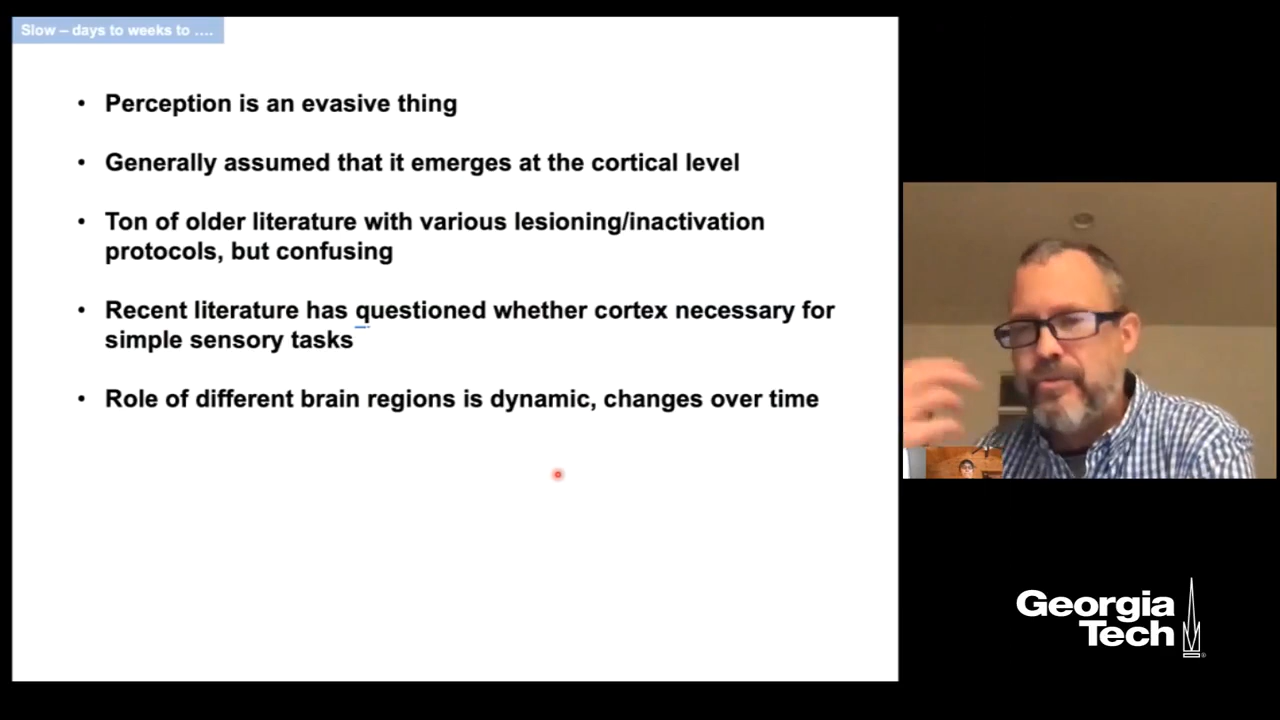 Slow – days to weeks to ….
• Perception is an evasive thing
• Generally assumed that it emerges at the cortical level
• Ton of older literature with various lesioning/inactivation
protocols, but confusing
• Recent literature has questioned whether cortex necessary for
simple sensory tasks
• Role of different brain regions is dynamic, changes over time
Georgia
Tech